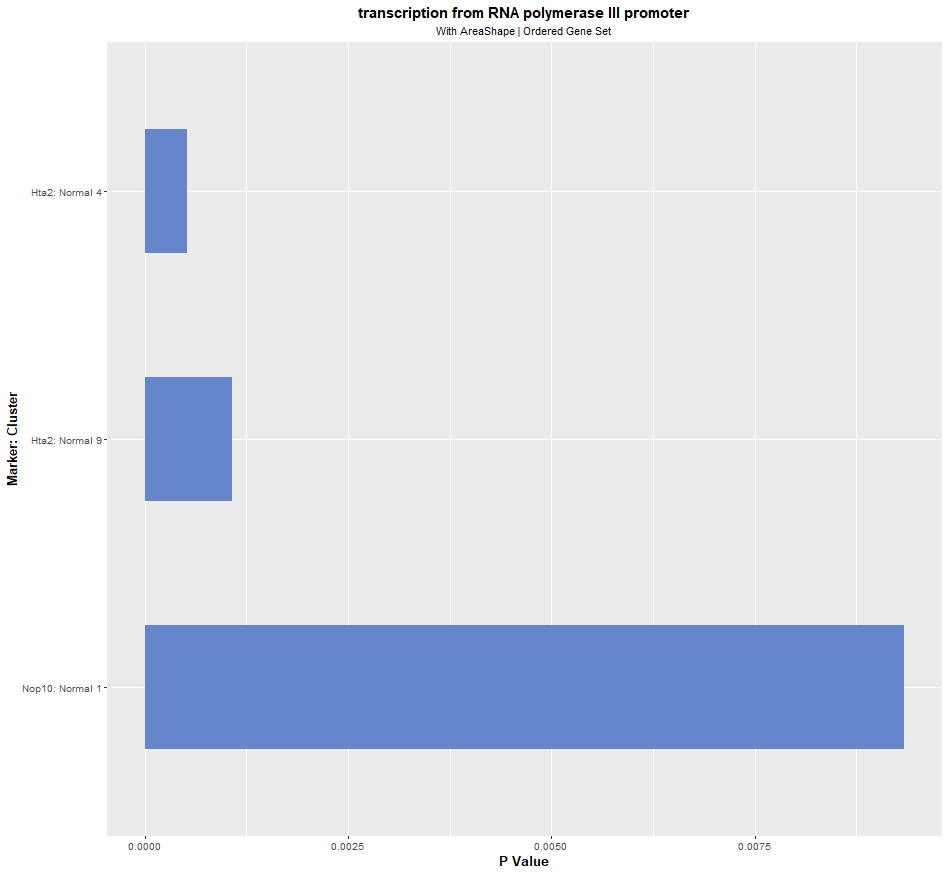 transcription from RNA polymerase III promoter
With AreaShape | Ordered Gene Set
Marker: Cluster
Hta2: Normal 4
Hta2: Normal 9
Nop10: Normal 1
0.0000 0.0025 0.0050 0.0075
P Value